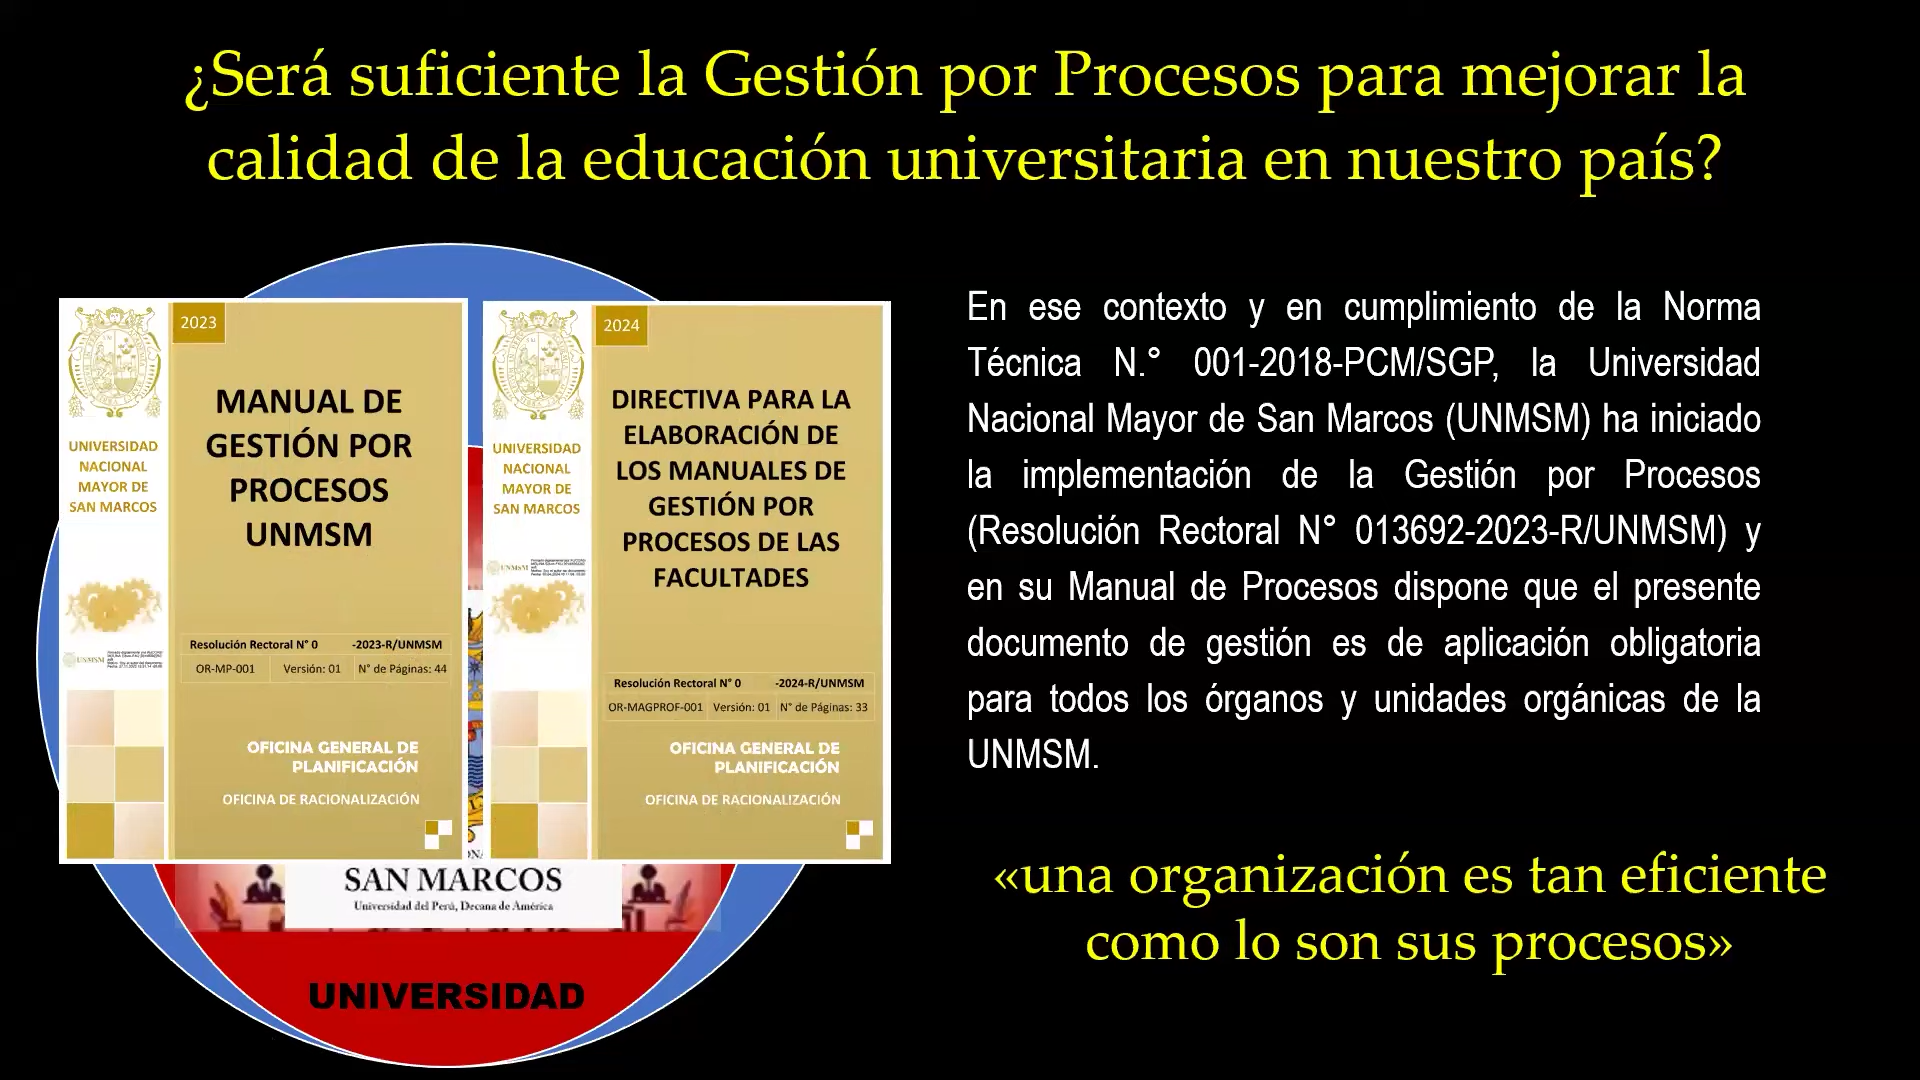 ¿Será suficiente la Gestión por Procesos para mejorar la
calidad de la educación universitaria en nuestro país?
2023
MANUAL DE
GESTIÓN POR
PROCESOS
UNMSM
UNIVERSIDAD
NACIONAL
MAYOR DE
SAN MARCOS
UNMSM
Resolución Rectoral N° 0 -2023-R/UNMSM
OR-MP-001 Versión: 01 N° de Páginas: 44
OFICINA GENERAL DE
PLANIFICACIÓN
OFICINA DE RACIONALIZACIÓN
2024
DIRECTIVA PARA LA
ELABORACIÓN DE
LOS MANUALES DE
GESTIÓN POR
PROCESOS DE LAS
FACULTADES
UNIVERSIDAD
NACIONAL
MAYOR DE
SAN MARCOS
UNMSM
Resolución Rectoral N° 0 -2024-R/UNMSM
OR-MAGPROF-001 Versión: 01 N° de Páginas: 33
OFICINA GENERAL DE
PLANIFICACIÓN
OFICINA DE RACIONALIZACIÓN
SAN MARCOS
Universidad del Perú, Decana de América
UNIVERSIDAD
En ese contexto y en cumplimiento de la Norma
Técnica N.° 001-2018-PCM/SGP, la Universidad
Nacional Mayor de San Marcos (UNMSM) ha iniciado
la implementación de la Gestión por Procesos
(Resolución Rectoral N° 013692-2023-R/UNMSM) y
en su Manual de Procesos dispone que el presente
documento de gestión es de aplicación obligatoria
para todos los órganos y unidades orgánicas de la
UNMSM.
«una organización es tan eficiente
como lo son sus procesos»